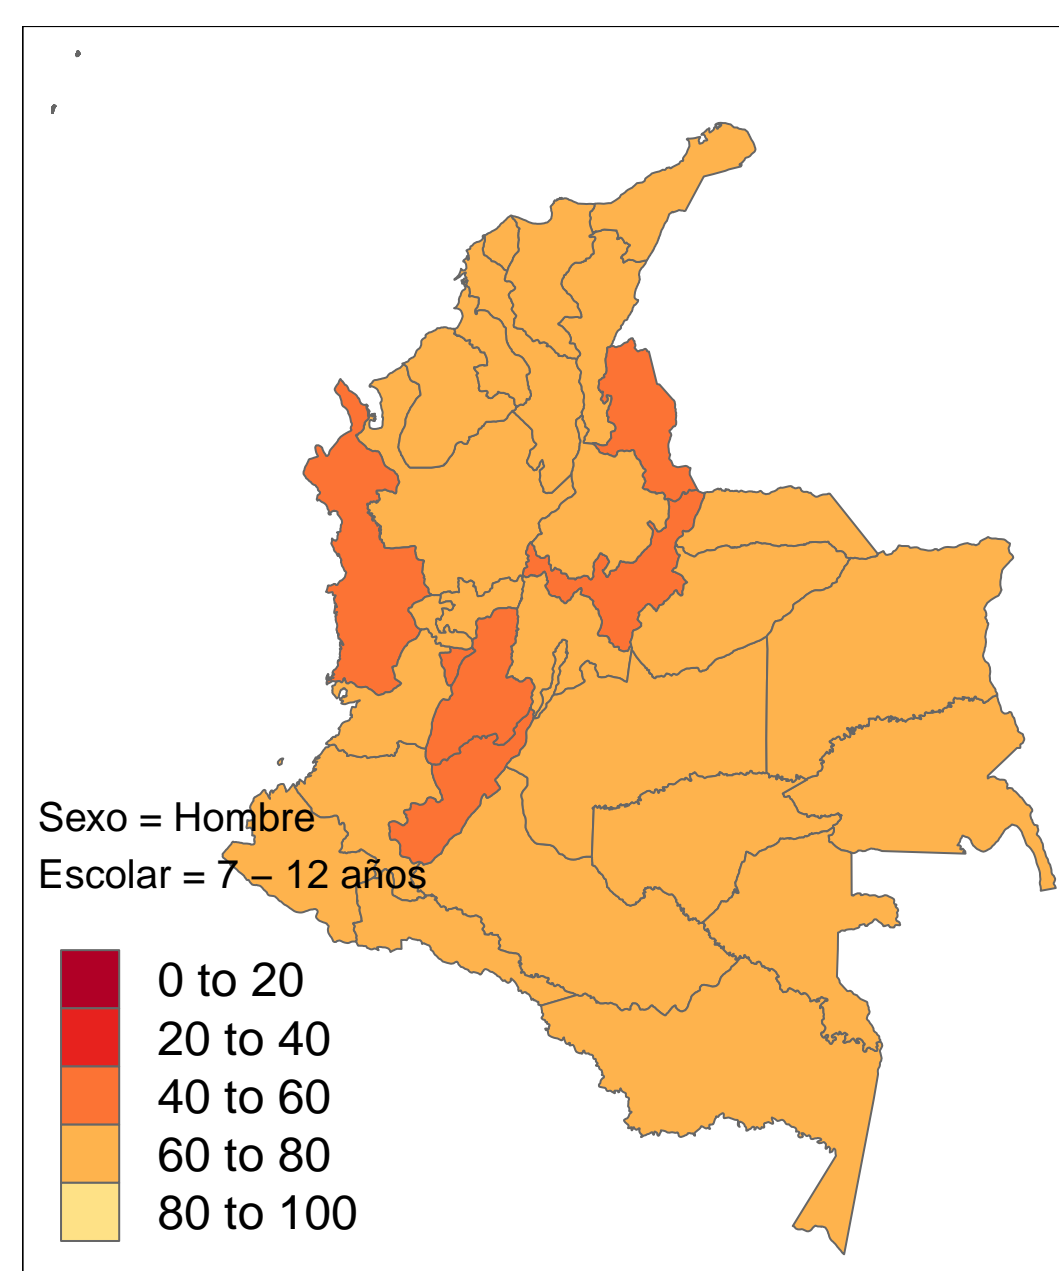 Sexo = Hombre
Escolar = 7 – 12 años
0 to 20
20 to 40
40 to 60
60 to 80
80 to 100